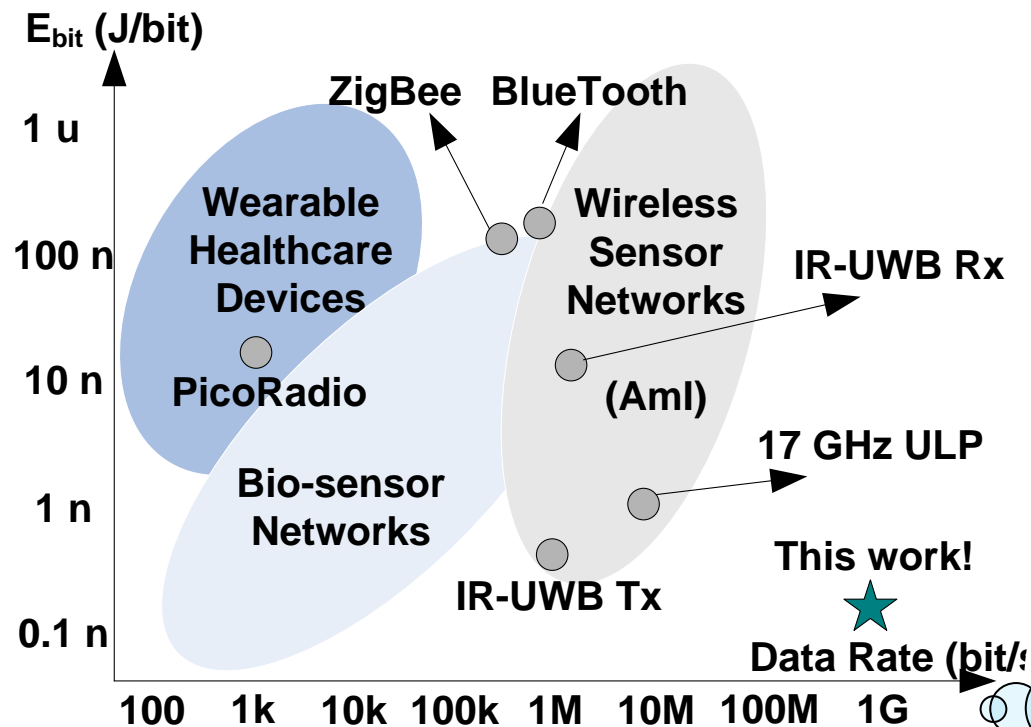 E_bit (J/bit)
ZigBee BlueTooth
1 u
Wearable
Healthcare
Devices
Wireless
Sensor
Networks
100 n
IR-UWB Rx
10 n
PicoRadio
(AmI)
17 GHz ULP
Bio-sensor
Networks
1 n
This work!
IR-UWB Tx
0.1 n
Data Rate (bit/s
100 1k 10k 100k 1M 10M 100M 1G